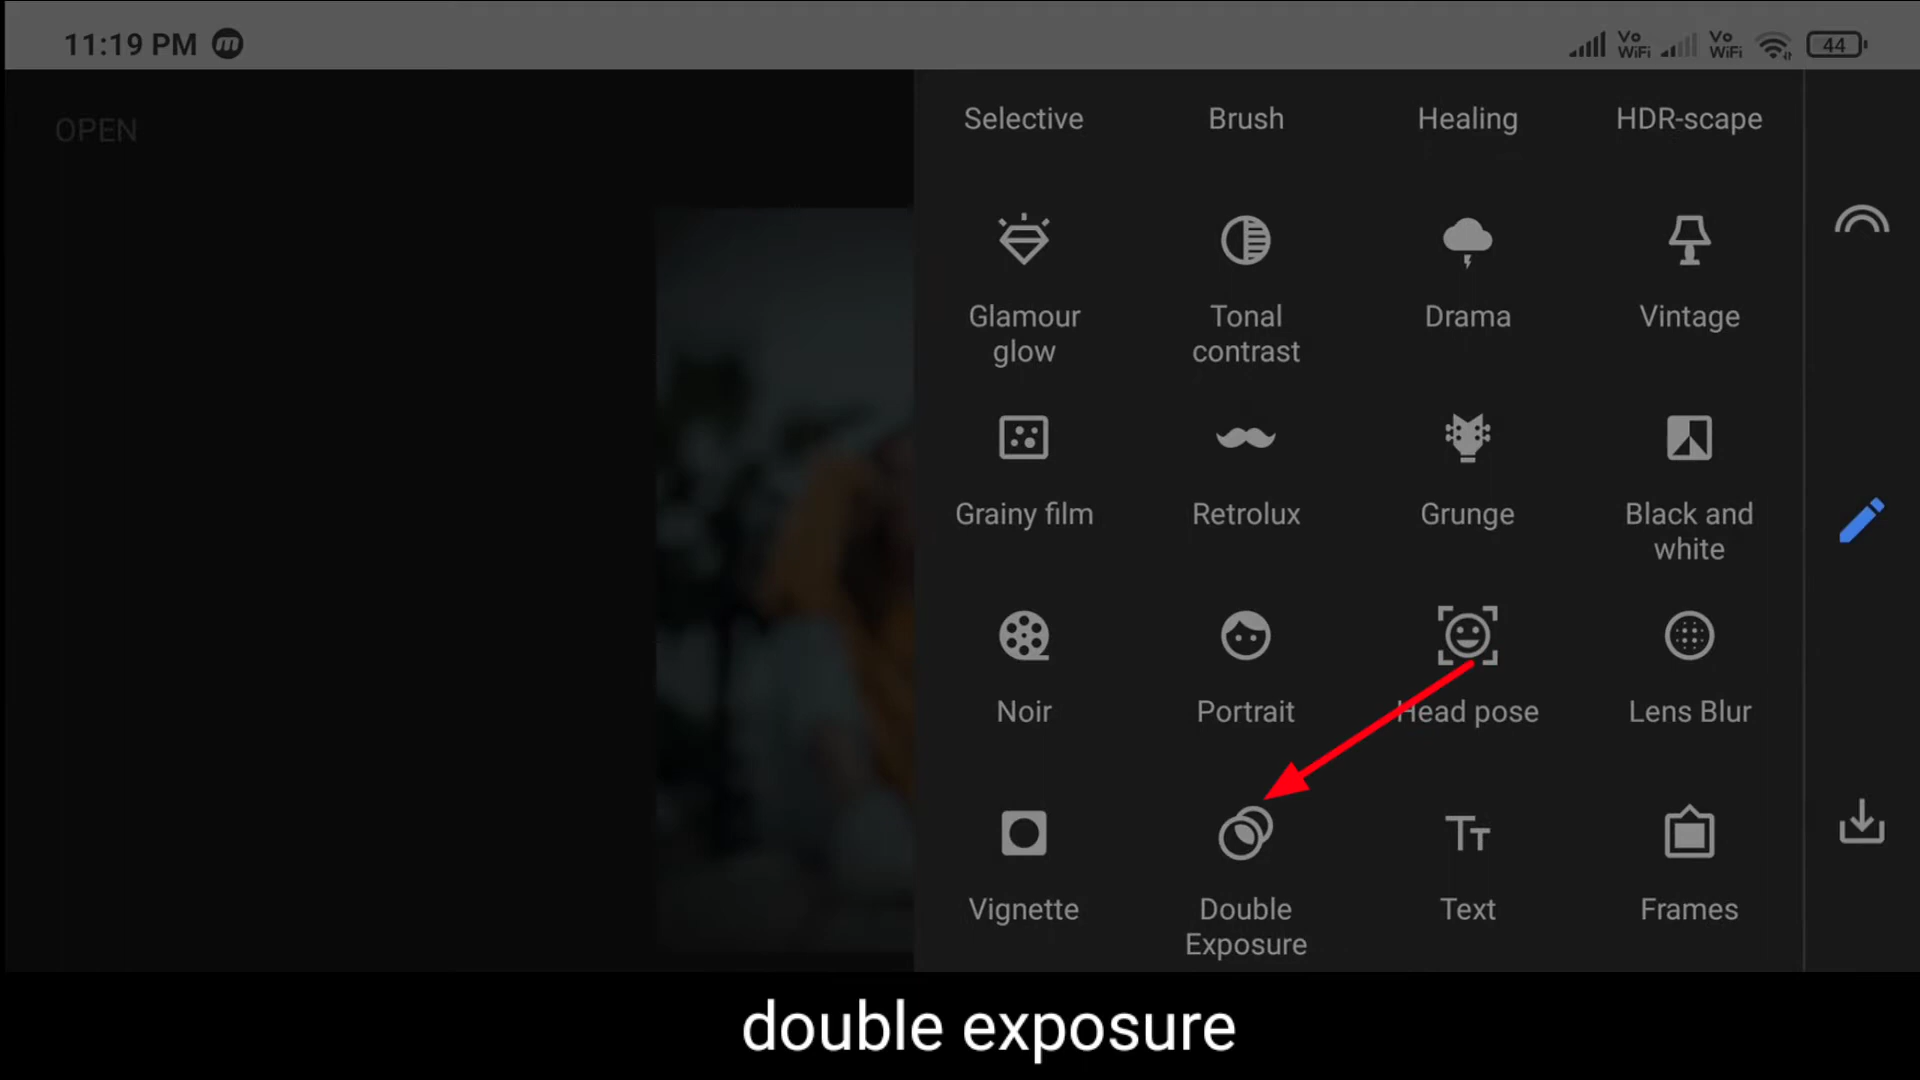 11:19 PM
Vo WiFi
Vo WiFi
44
OPEN
Selective
Brush
Healing
HDR-scape
Glamour glow
Tonal contrast
Drama
Vintage
Grainy film
Retrolux
Grunge
Black and white
Noir
Portrait
Head pose
Lens Blur
Vignette
Double Exposure
Tt
Text
Frames
double exposure